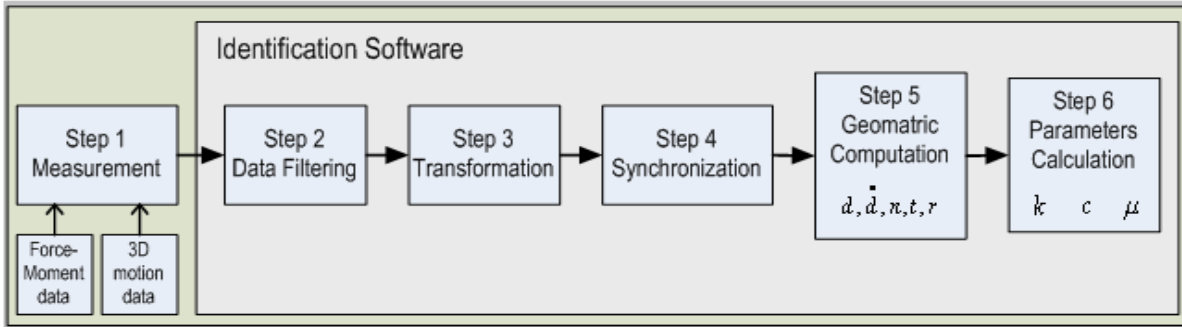 Identification Software
Step 1
Measurement
Force-
Moment
data
3D
motion
data
Step 2
Data Filtering
Step 3
Transformation
Step 4
Synchronization
Step 5
Geomatric
Computation
d, ḋ, n, t, r
Step 6
Parameters
Calculation
k c μ